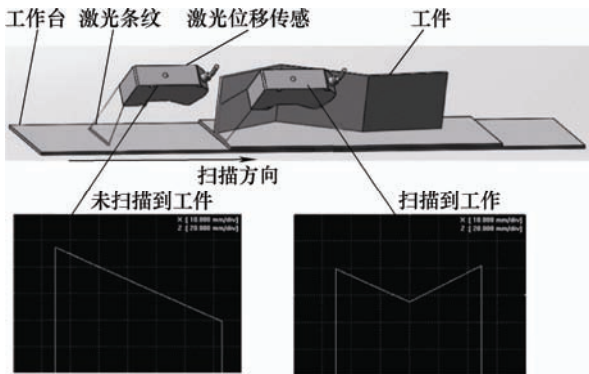 工作台 激光条纹 激光位移传感 工件
扫描方向
未扫描到工件 扫描到工作
X [ 10.000 mm/div] X [ 10.000 mm/div]
Z [ 20.000 mm/div] Z [ 20.000 mm/div]